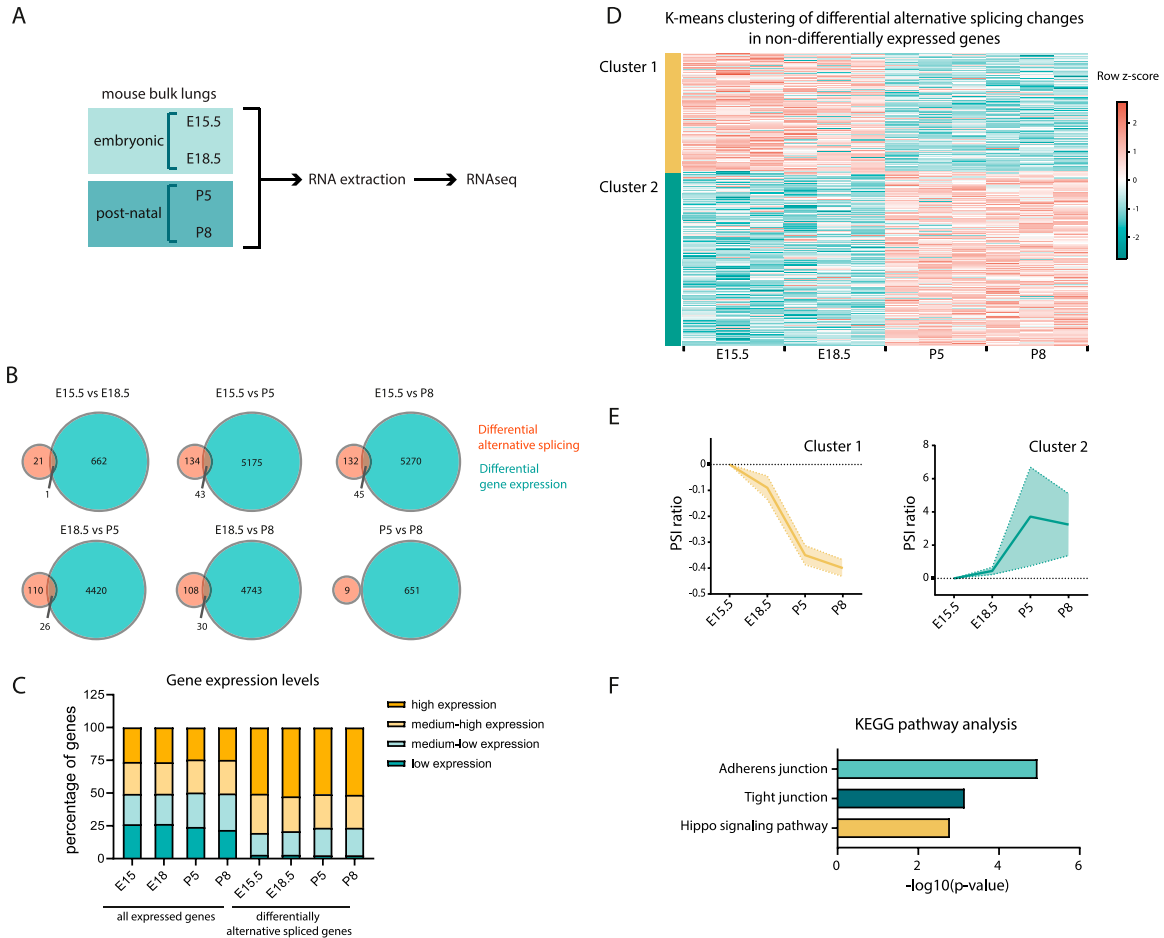 A
mouse bulk lungs
embryonic
E15.5
E18.5
post-natal
P5
P8
RNA extraction
RNAseq
B
E15.5 vs E18.5
21
662
1
E15.5 vs P5
134
5175
43
E15.5 vs P8
132
5270
45
Differential
alternative splicing
Differential
gene expression
E18.5 vs P5
110
4420
26
E18.5 vs P8
108
4743
30
P5 vs P8
9
651
C
Gene expression levels
percentage of genes
125
100
75
50
25
0
E15
E18
P5
P8
E15.5
E18.5
P5
P8
all expressed genes
differentially
alternative spliced genes
high expression
medium-high expression
medium-low expression
low expression
D
K-means clustering of differential alternative splicing changes
in non-differentially expressed genes
Cluster 1
Cluster 2
E15.5
E18.5
P5
P8
Row z-score
2
1
0
-1
-2
E
Cluster 1
PSI ratio
0
-0.1
-0.2
-0.3
-0.4
-0.5
E15.5
E18.5
P5
P8
Cluster 2
PSI ratio
8
6
4
2
0
E15.5
E18.5
P5
P8
F
KEGG pathway analysis
Adherens junction
Tight junction
Hippo signaling pathway
0
2
4
6
-log10(p-value)